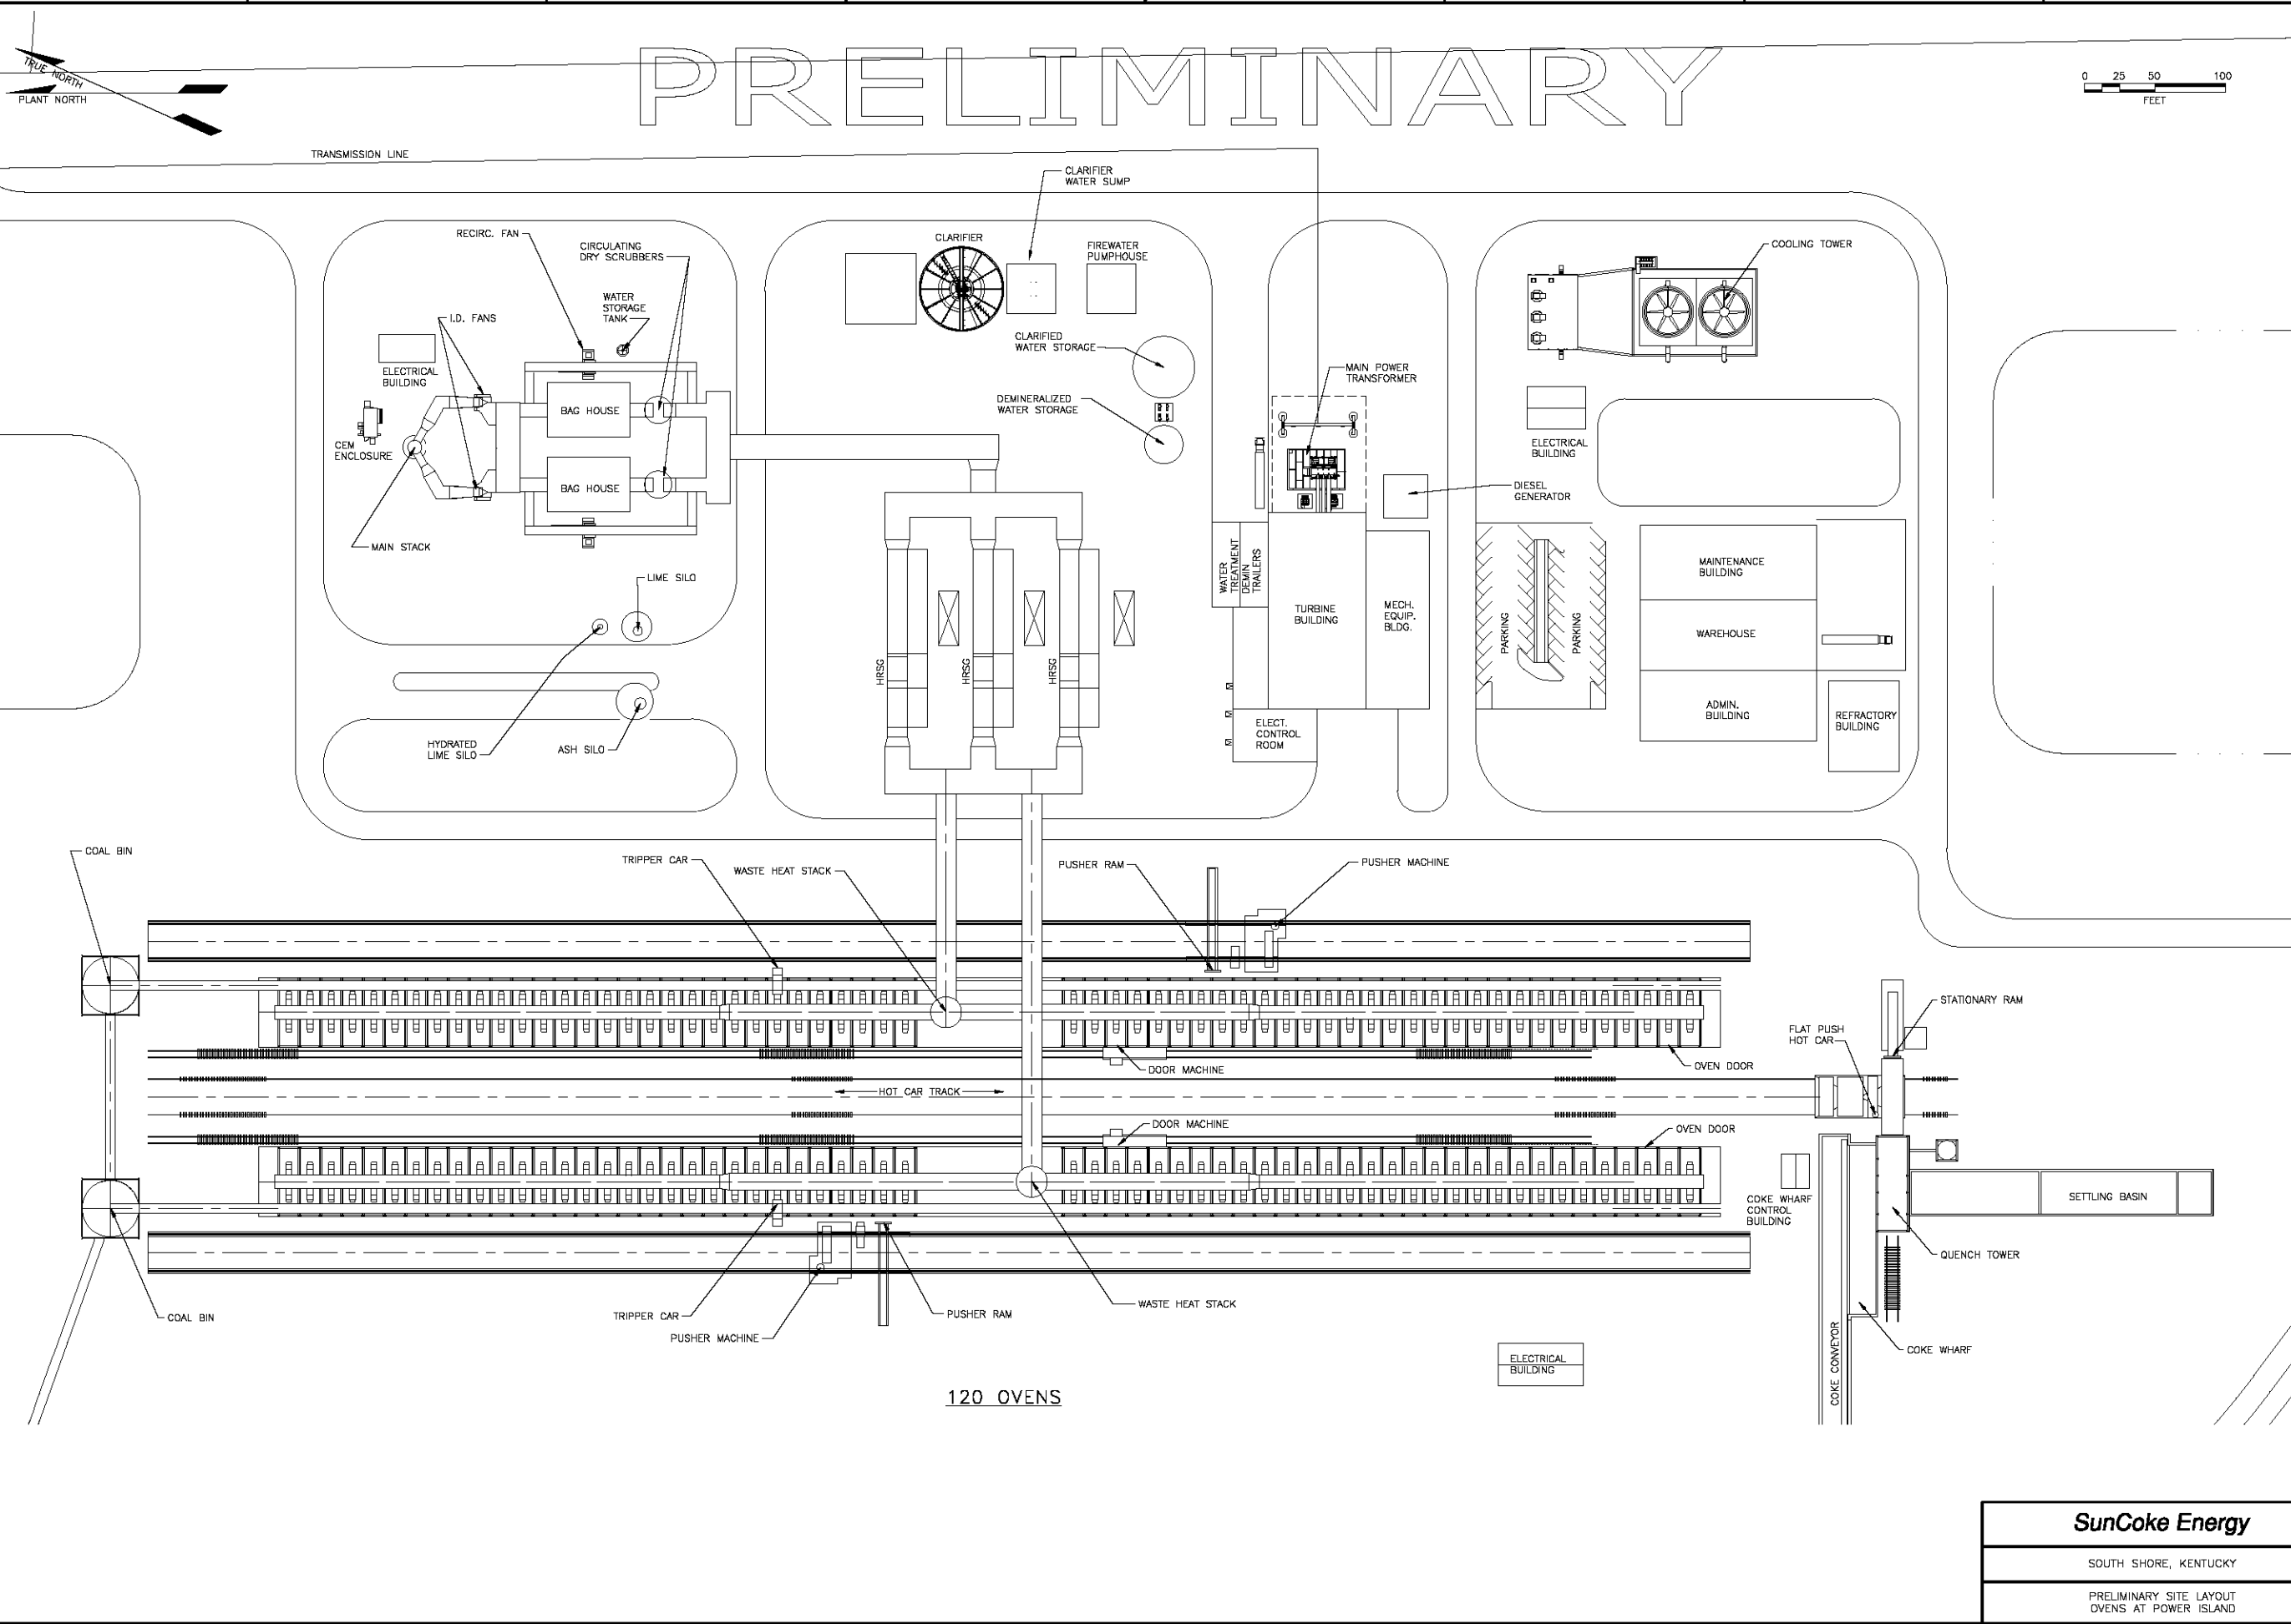 PRELIMINARY
TRUE NORTH
PLANT NORTH
0 25 50 100
FEET
TRANSMISSION LINE
CLARIFIER
WATER SUMP
RECIRC. FAN
CIRCULATING
DRY SCRUBBERS
CLARIFIER
FIREWATER
PUMPHOUSE
COOLING TOWER
WATER
STORAGE
TANK
I.D. FANS
CLARIFIED
WATER STORAGE
ELECTRICAL
BUILDING
MAIN POWER
TRANSFORMER
DEMINERALIZED
WATER STORAGE
BAG HOUSE
CEM
ENCLOSURE
ELECTRICAL
BUILDING
BAG HOUSE
DIESEL
GENERATOR
MAIN STACK
LIME SILO
WATER
TREATMENT
DEMIN
TRAILERS
TURBINE
BUILDING
MECH.
EQUIP.
BLDG.
PARKING
PARKING
MAINTENANCE
BUILDING
WAREHOUSE
HRSG
HRSG
HRSG
ADMIN.
BUILDING
REFRACTORY
BUILDING
HYDRATED
LIME SILO
ASH SILO
ELECT.
CONTROL
ROOM
COAL BIN
TRIPPER CAR
WASTE HEAT STACK
PUSHER RAM
PUSHER MACHINE
STATIONARY RAM
FLAT PUSH
HOT CAR
DOOR MACHINE
OVEN DOOR
HOT CAR TRACK
DOOR MACHINE
OVEN DOOR
COKE WHARF
CONTROL
BUILDING
SETTLING BASIN
QUENCH TOWER
COAL BIN
TRIPPER CAR
PUSHER MACHINE
PUSHER RAM
WASTE HEAT STACK
COKE CONVEYOR
COKE WHARF
ELECTRICAL
BUILDING
120 OVENS
SunCoke Energy
SOUTH SHORE, KENTUCKY
PRELIMINARY SITE LAYOUT
OVENS AT POWER ISLAND